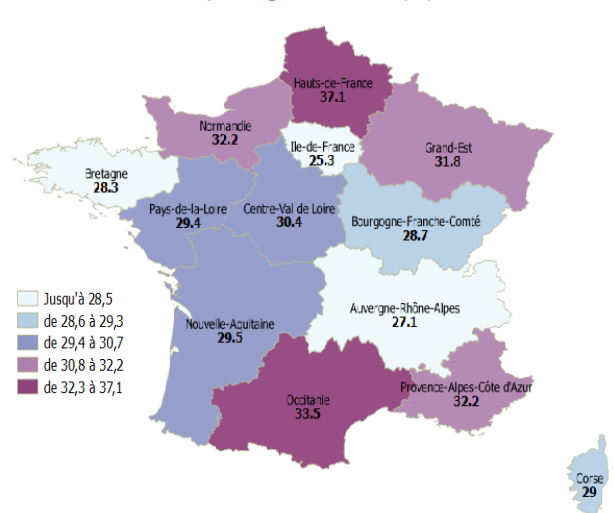 Hauts-de-France
37.1
Normandie
32.2
Ile-de-France
25.3
Grand-Est
31.8
Bretagne
28.3
Pays-de-la-Loire
29.4
Centre-Val de Loire
30.4
Bourgogne-Franche-Comté
28.7
Jusqu'à 28,5
de 28,6 à 29,3
de 29,4 à 30,7
de 30,8 à 32,2
de 32,3 à 37,1
Nouvelle-Aquitaine
29.5
Auvergne-Rhône-Alpes
27.1
Occitanie
33.5
Provence-Alpes-Côte d'Azur
32.2
Corse
29